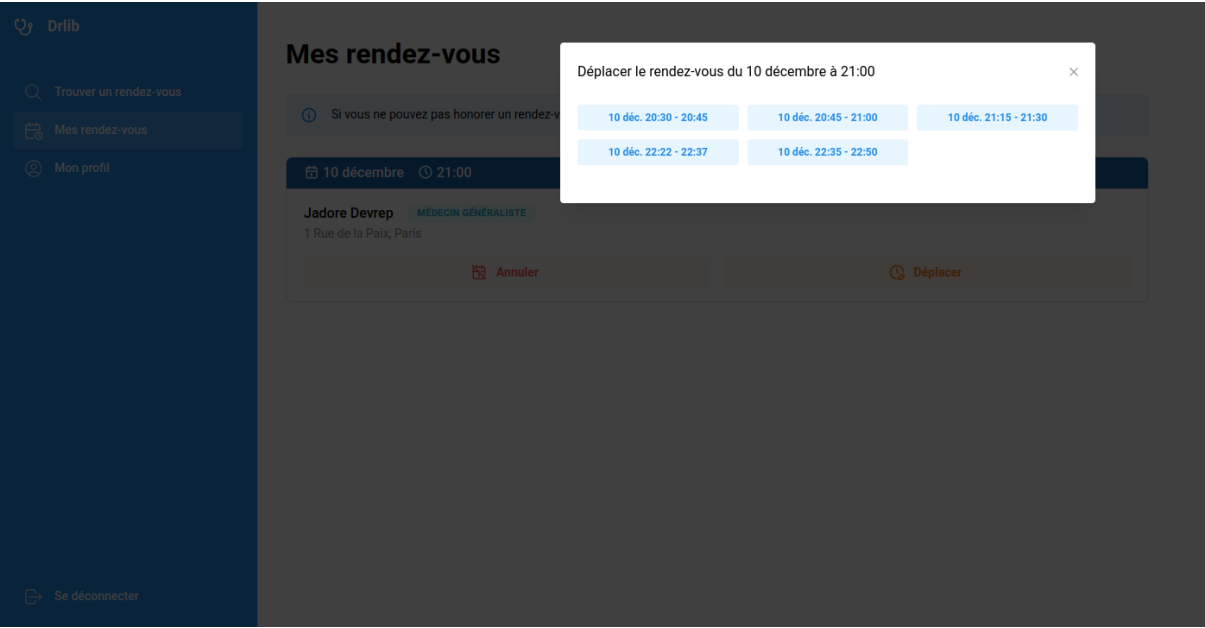 Drlib
Trouver un rendez-vous
Mes rendez-vous
Mon profil
Se déconnecter
Mes rendez-vous
Si vous ne pouvez pas honorer un rendez-v
10 décembre 21:00
Jadore Devrep MÉDECIN GÉNÉRALISTE
1 Rue de la Paix, Paris
Annuler Déplacer
Déplacer le rendez-vous du 10 décembre à 21:00
10 déc. 20:30 - 20:45 10 déc. 20:45 - 21:00 10 déc. 21:15 - 21:30
10 déc. 22:22 - 22:37 10 déc. 22:35 - 22:50